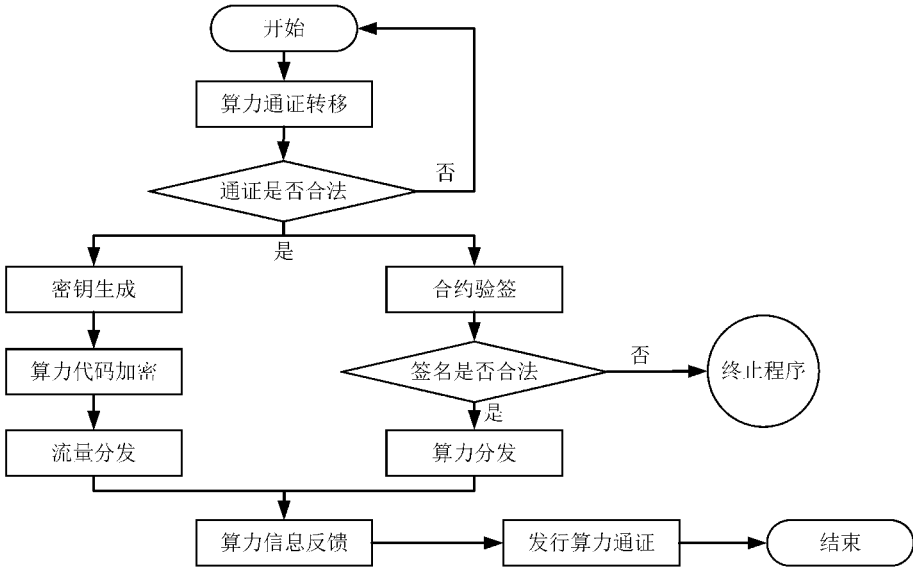 开始
算力通证转移
通证是否合法
否
是
密钥生成
合约验签
算力代码加密
签名是否合法
否
终止程序
是
流量分发
算力分发
算力信息反馈
发行算力通证
结束